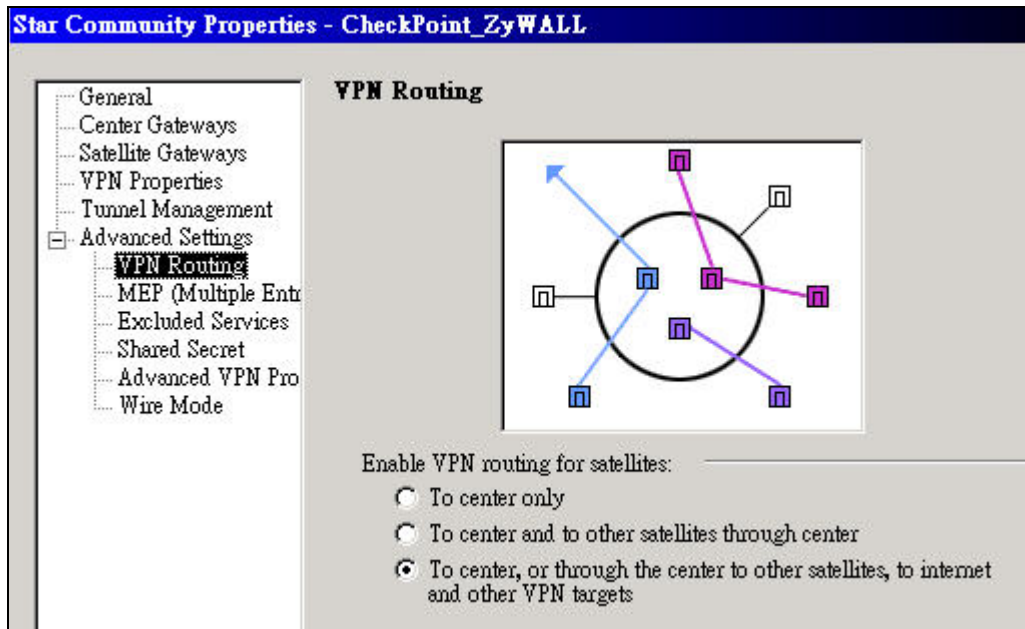 Star Community Properties - CheckPoint_ZyWALL
General
Center Gateways
Satellite Gateways
VPN Properties
Tunnel Management
Advanced Settings
VPN Routing
MEP (Multiple Entr
Excluded Services
Shared Secret
Advanced VPN Pro
Wire Mode
VPN Routing
Enable VPN routing for satellites:
To center only
To center and to other satellites through center
To center, or through the center to other satellites, to internet
and other VPN targets